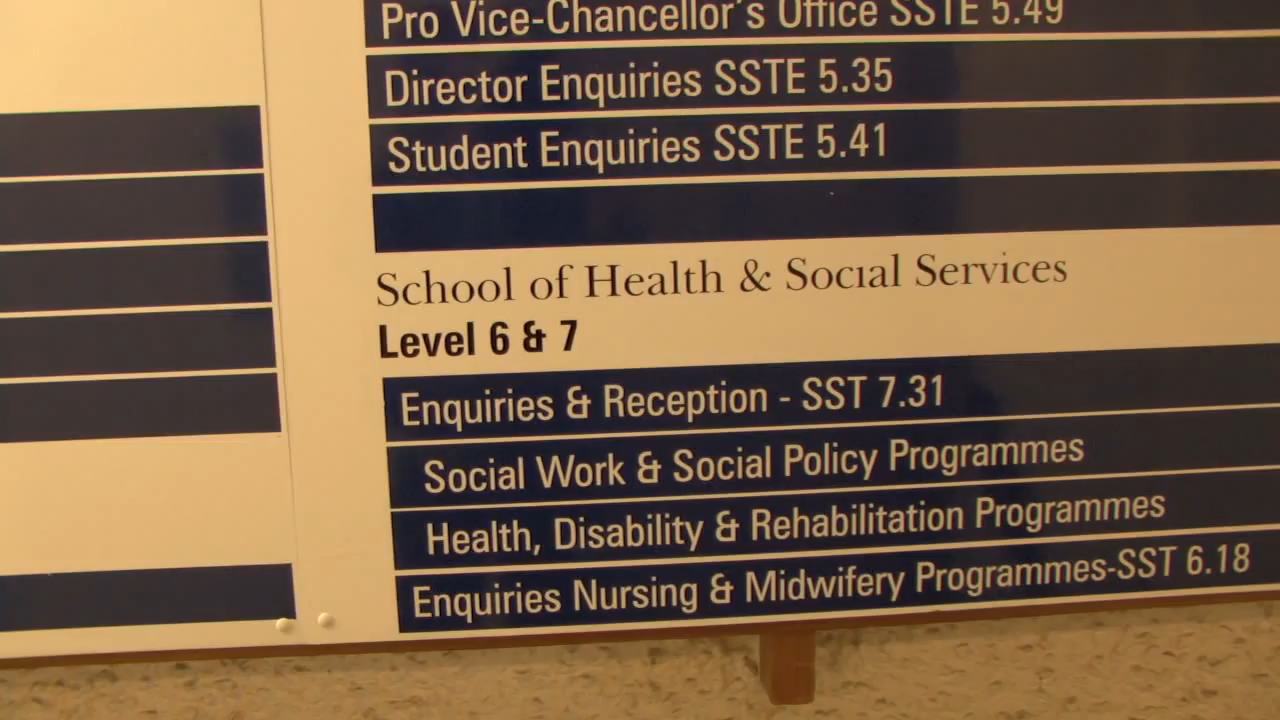 Pro Vice-Chancellor's Office SSTE 5.49
Director Enquiries SSTE 5.35
Student Enquiries SSTE 5.41
School of Health & Social Services
Level 6 & 7
Enquiries & Reception - SST 7.31
Social Work & Social Policy Programmes
Health, Disability & Rehabilitation Programmes
Enquiries Nursing & Midwifery Programmes-SST 6.18